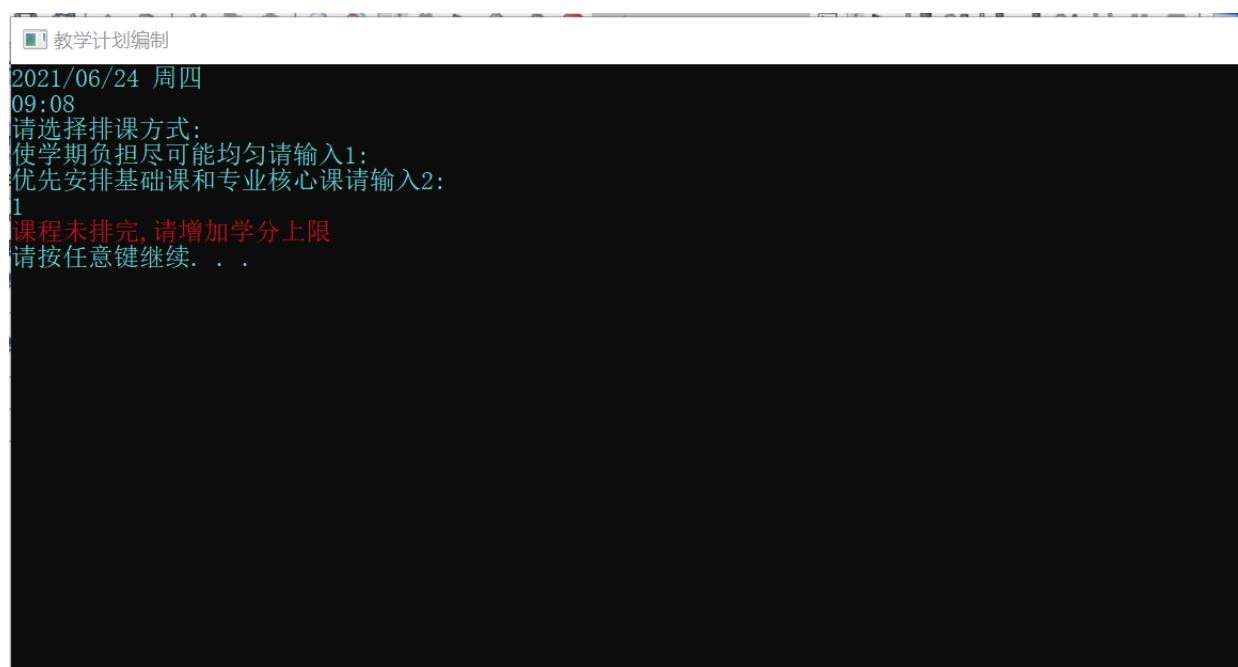 教学计划编制
2021/06/24 周四
09:08
请选择排课方式:
使学期负担尽可能均匀请输入1:
优先安排基础课和专业核心课请输入2:
1
课程未排完,请增加学分上限
请按任意键继续. . .